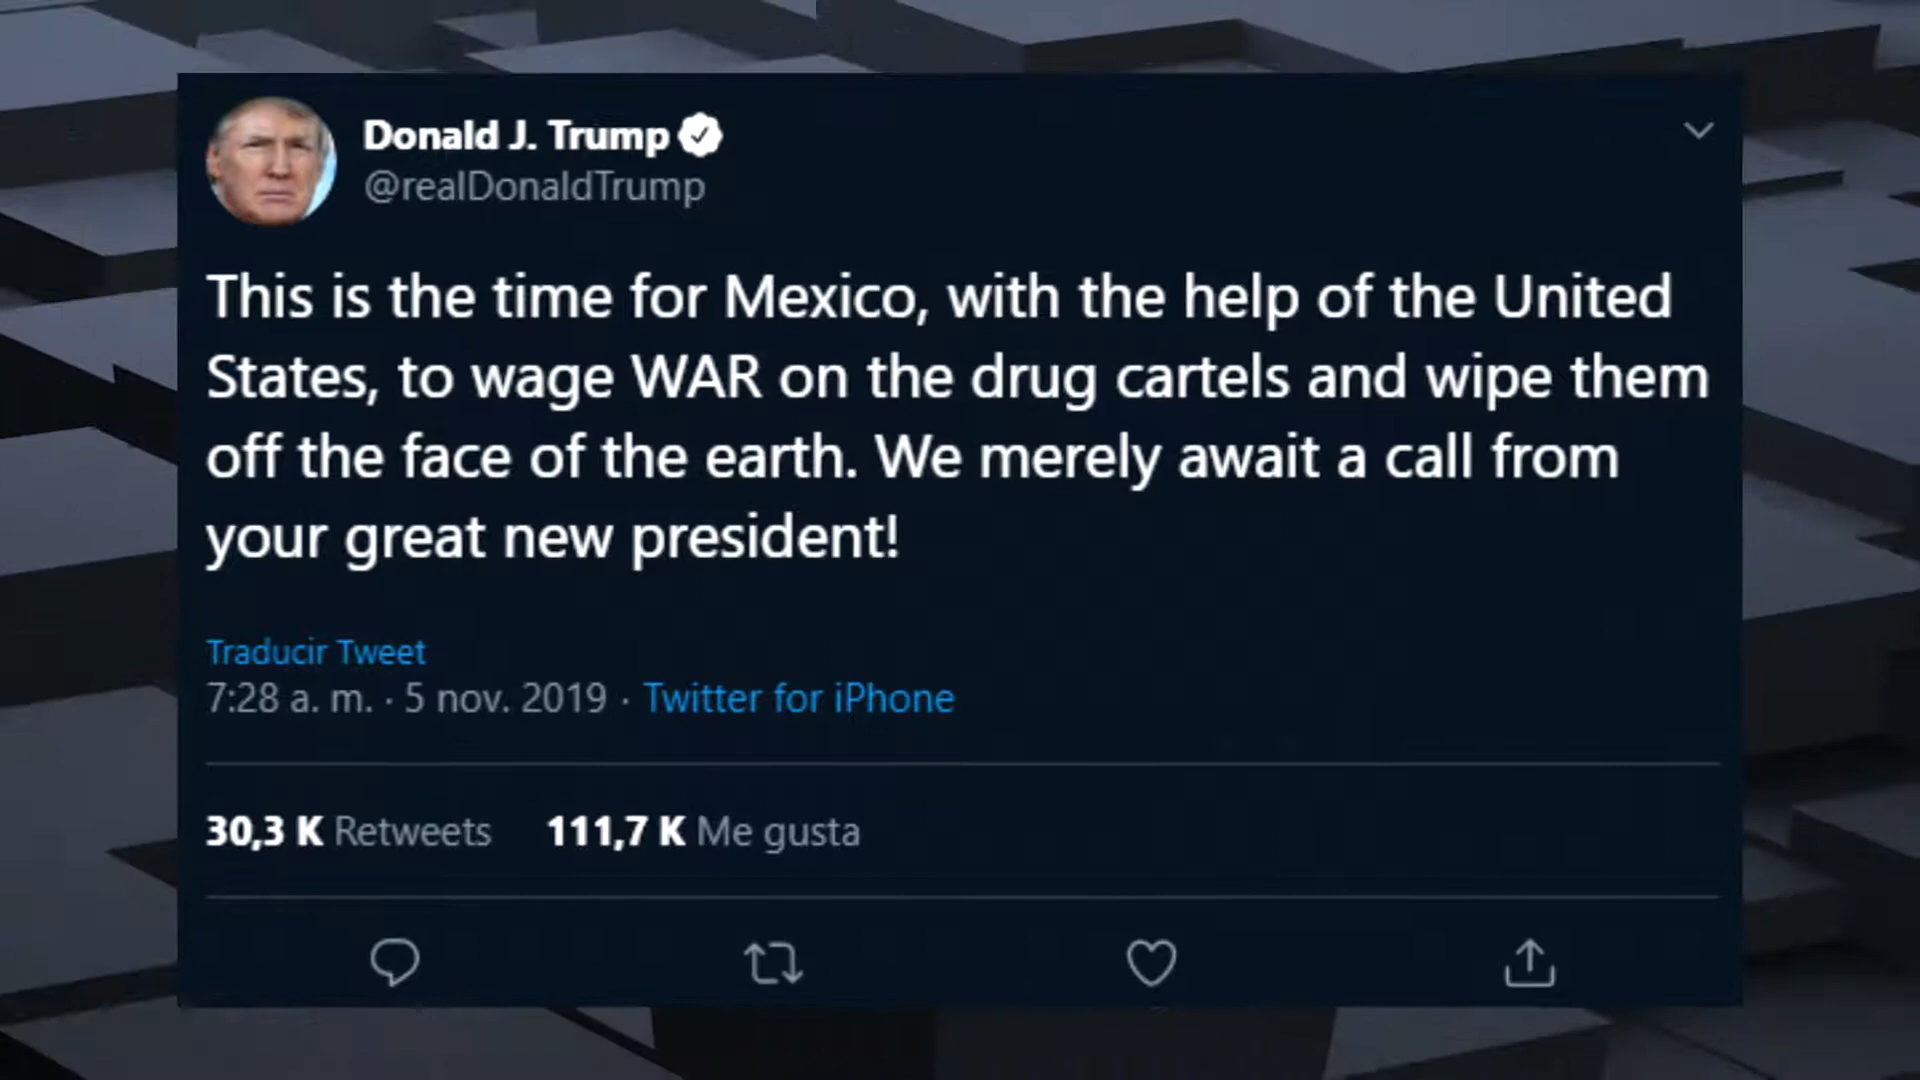 Donald J. Trump
@realDonaldTrump
This is the time for Mexico, with the help of the United
States, to wage WAR on the drug cartels and wipe them
off the face of the earth. We merely await a call from
your great new president!
Traducir Tweet
7:28 a. m. · 5 nov. 2019 · Twitter for iPhone
30,3 K Retweets 111,7 K Me gusta